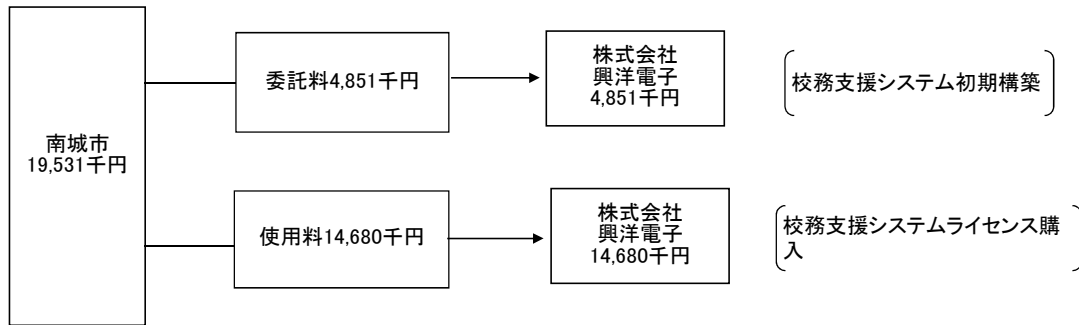 南城市
19,531千円
委託料4,851千円
株式会社
興洋電子
4,851千円
校務支援システム初期構築
使用料14,680千円
株式会社
興洋電子
14,680千円
校務支援システムライセンス購
入